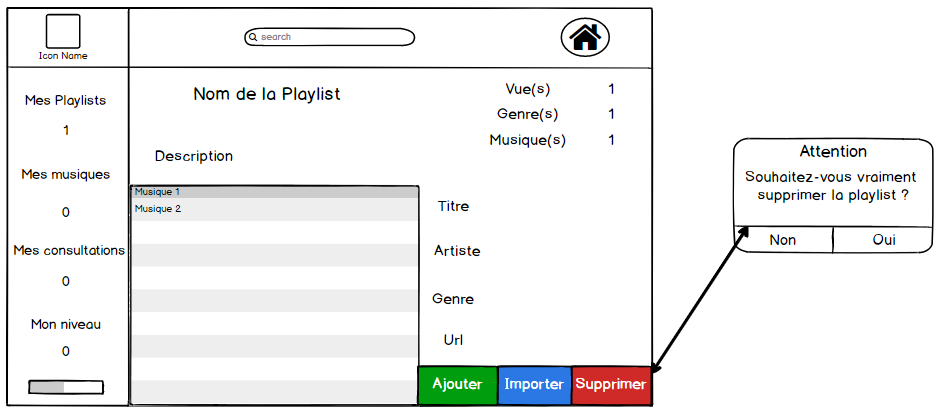 Icon Name
search
Mes Playlists
1
Mes musiques
0
Mes consultations
0
Mon niveau
0
Nom de la Playlist
Vue(s) 1
Genre(s) 1
Musique(s) 1
Description
Musique 1
Musique 2
Titre
Artiste
Genre
Url
Ajouter
Importer
Supprimer
Attention
Souhaitez-vous vraiment
supprimer la playlist ?
Non
Oui